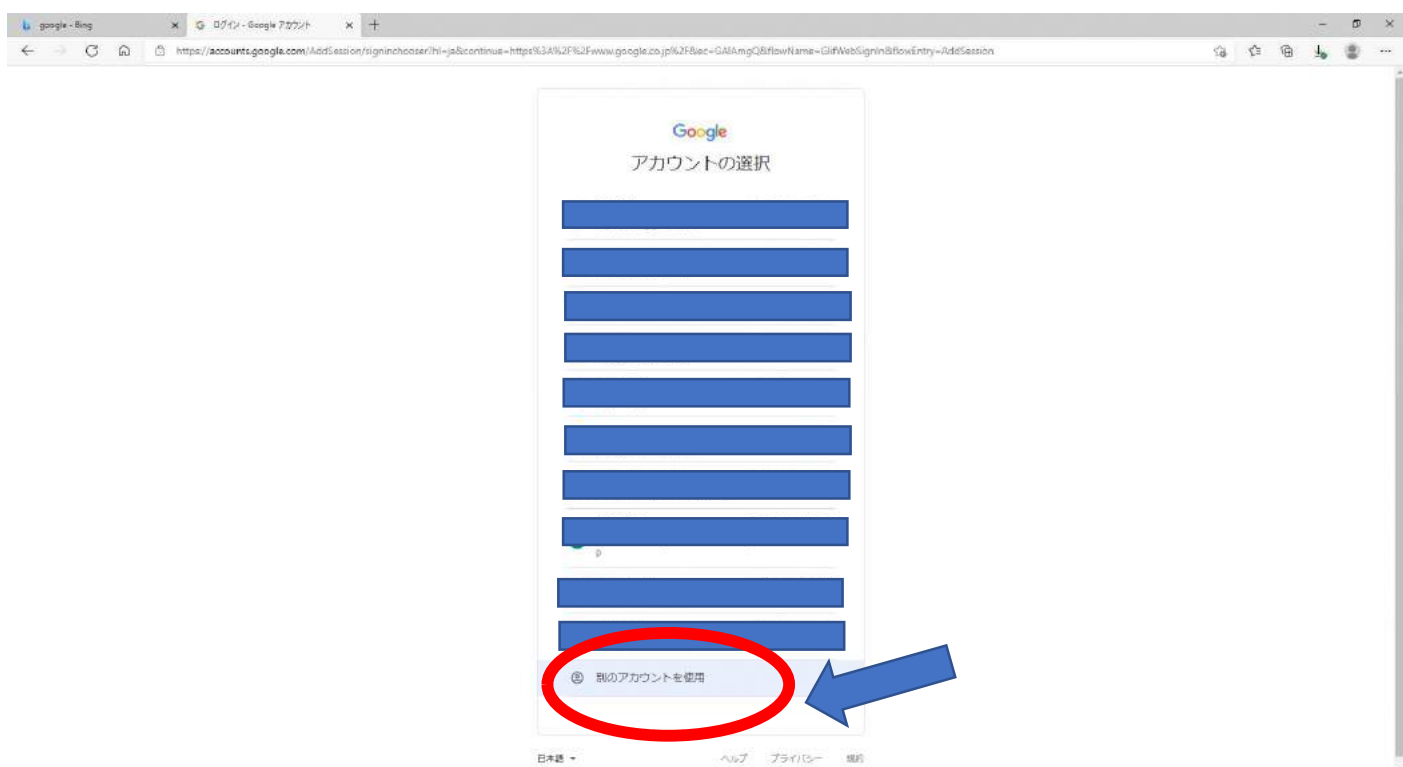 google - Bing
ログイン - Google アカウント
https://accounts.google.com/AddSession/signinchooser?hl=ja&continue=https%3A%2F%2Fwww.google.co.jp%2F&ec=GAlAmgQ&flowName=GlifWebSignIn&flowEntry=AddSession
Google
アカウントの選択
p
別のアカウントを使用
日本語
ヘルプ プライバシー 規約